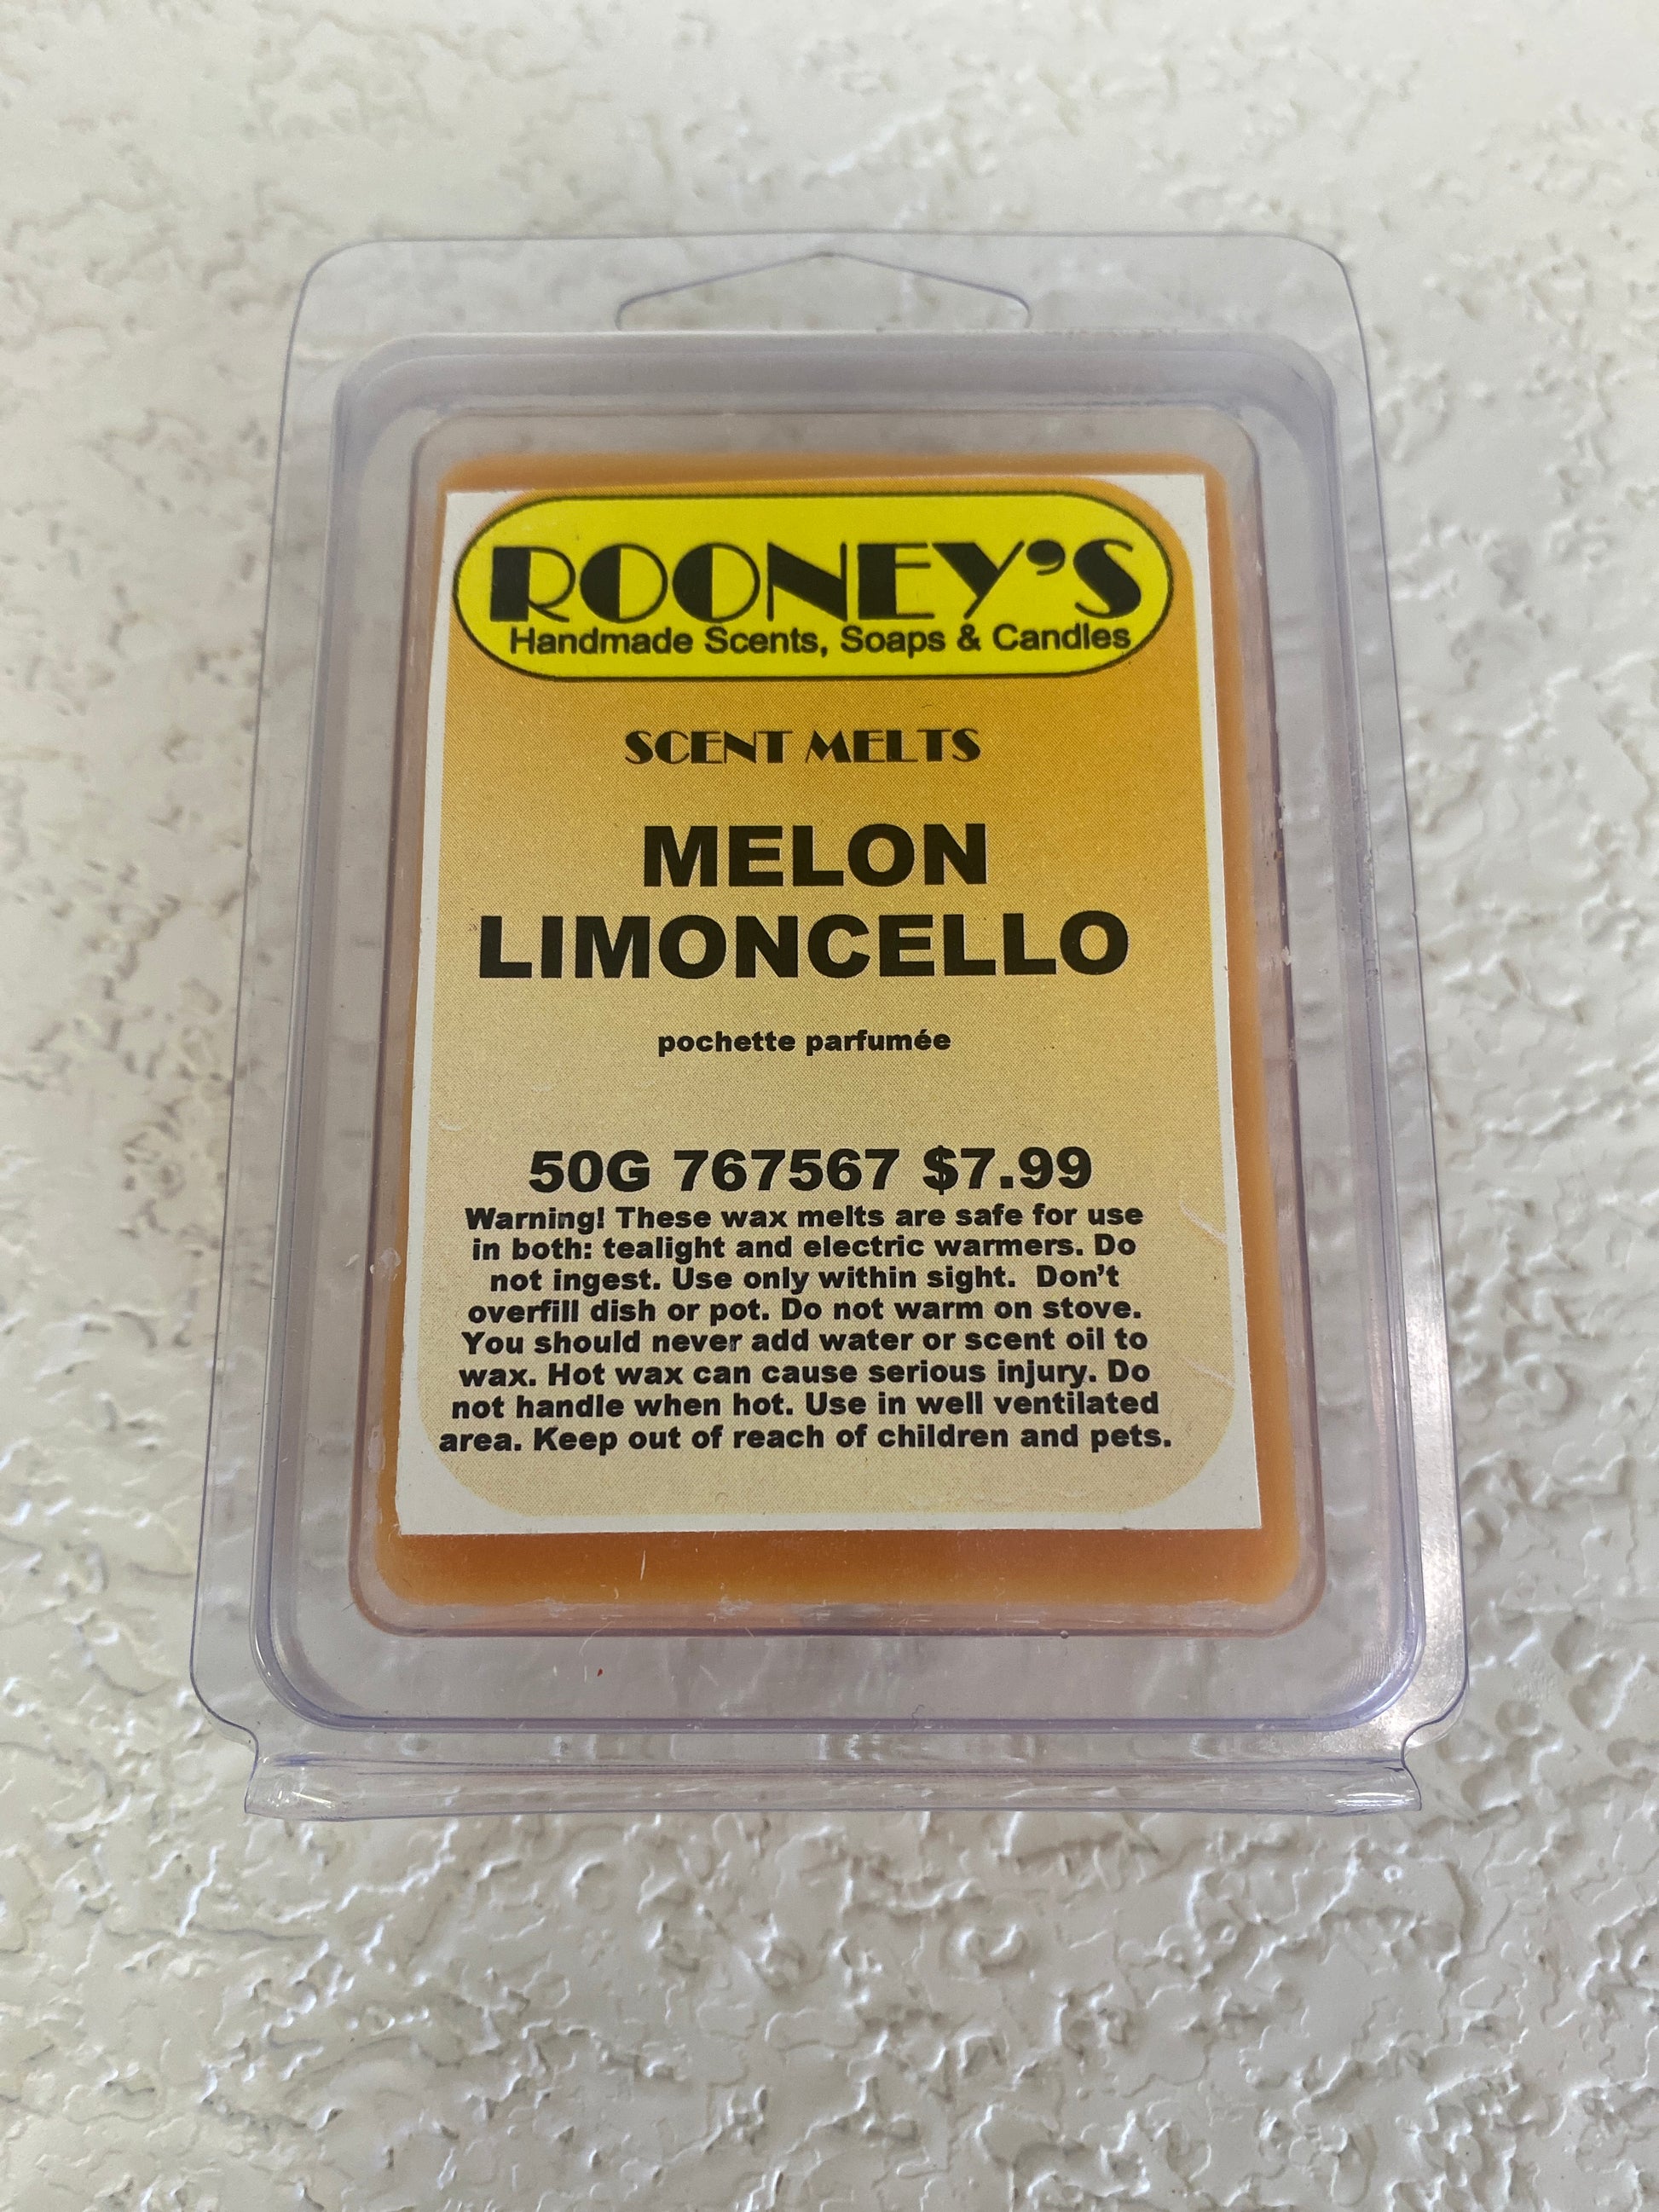 ROONEY'S
Handmade Scents, Soaps & Candles
SCENT MELTS
MELON
LIMONCELLO
pochette parfumée
50G 767567 $7.99
Warning! These wax melts are safe for use
in both: tealight and electric warmers. Do
not ingest. Use only within sight.  Don't
overfill dish or pot. Do not warm on stove.
You should never add water or scent oil to
wax. Hot wax can cause serious injury. Do
not handle when hot. Use in well ventilated
area. Keep out of reach of children and pets.